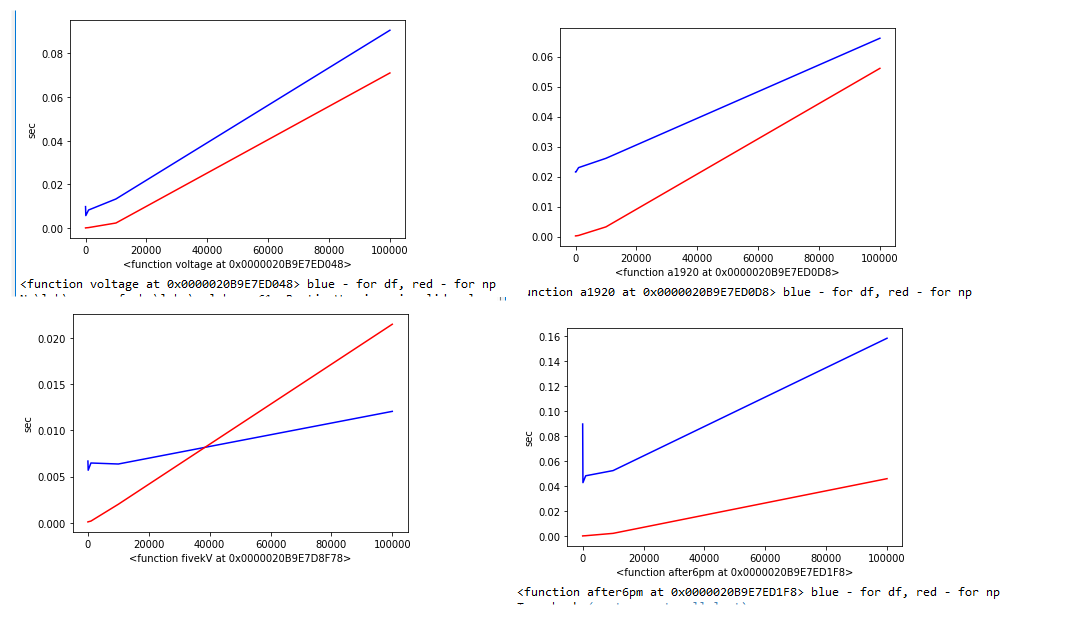 0.08
0.06
sec
0.04
0.02
0.00
0 20000 40000 60000 80000 100000
<function voltage at 0x0000020B9E7ED048>
<function voltage at 0x0000020B9E7ED048> blue - for df, red - for np
0.06
0.05
0.04
0.03
0.02
0.01
0.00
0 20000 40000 60000 80000 100000
<function a1920 at 0x0000020B9E7ED0D8>
unction a1920 at 0x0000020B9E7ED0D8> blue - for df, red - for np
0.020
0.015
sec
0.010
0.005
0.000
0 20000 40000 60000 80000 100000
<function fivekV at 0x0000020B9E7D8F78>
0.16
0.14
0.12
0.10
sec
0.08
0.06
0.04
0.02
0.00
0 20000 40000 60000 80000 100000
<function after6pm at 0x0000020B9E7ED1F8>
<function after6pm at 0x0000020B9E7ED1F8> blue - for df, red - for np